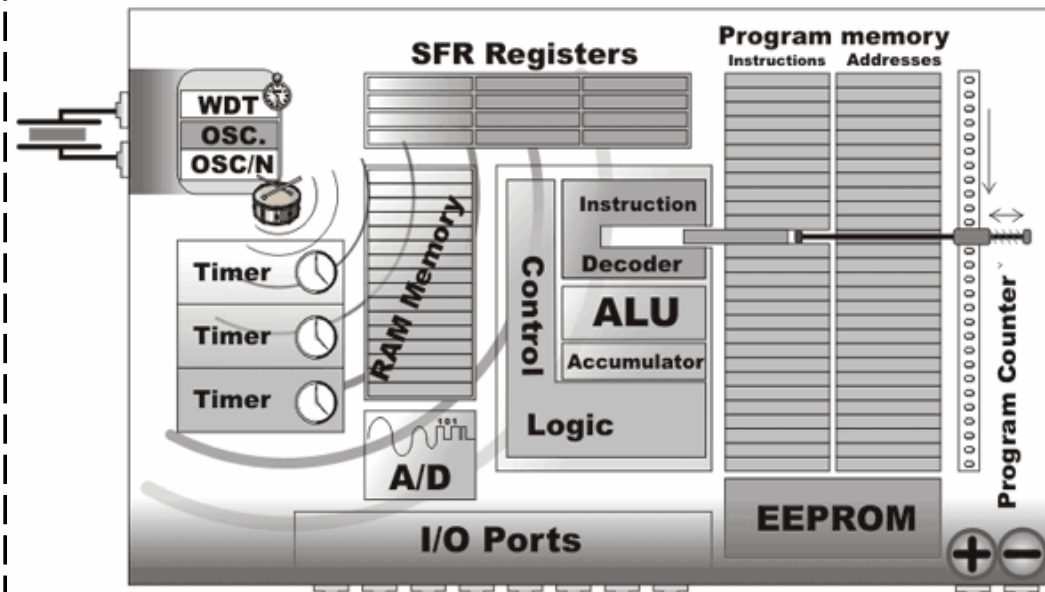 SFR Registers
Program memory
Instructions Addresses
WDT
OSC.
OSC/N
Timer
Timer
Timer
RAM Memory
101
A/D
Control
Instruction
Decoder
ALU
Accumulator
Logic
Program Counter
EEPROM
I/O Ports
+ −